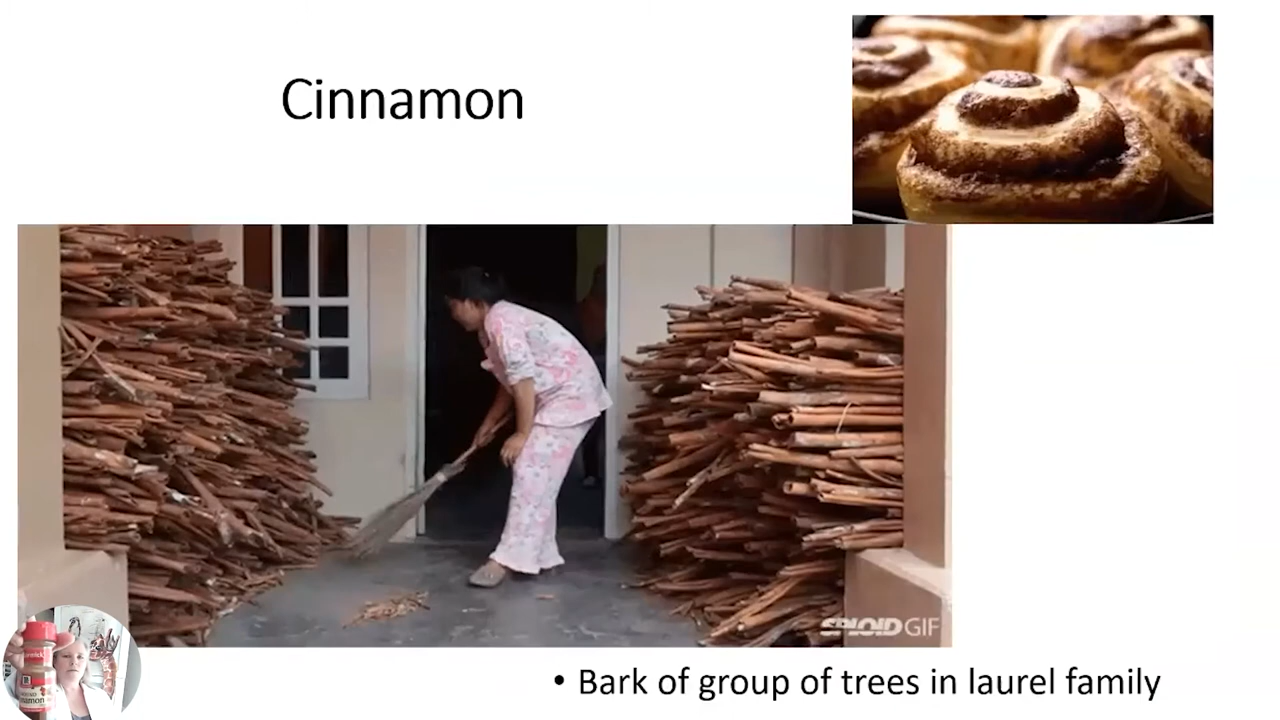 Cinnamon
SPLOID GIF
• Bark of group of trees in laurel family